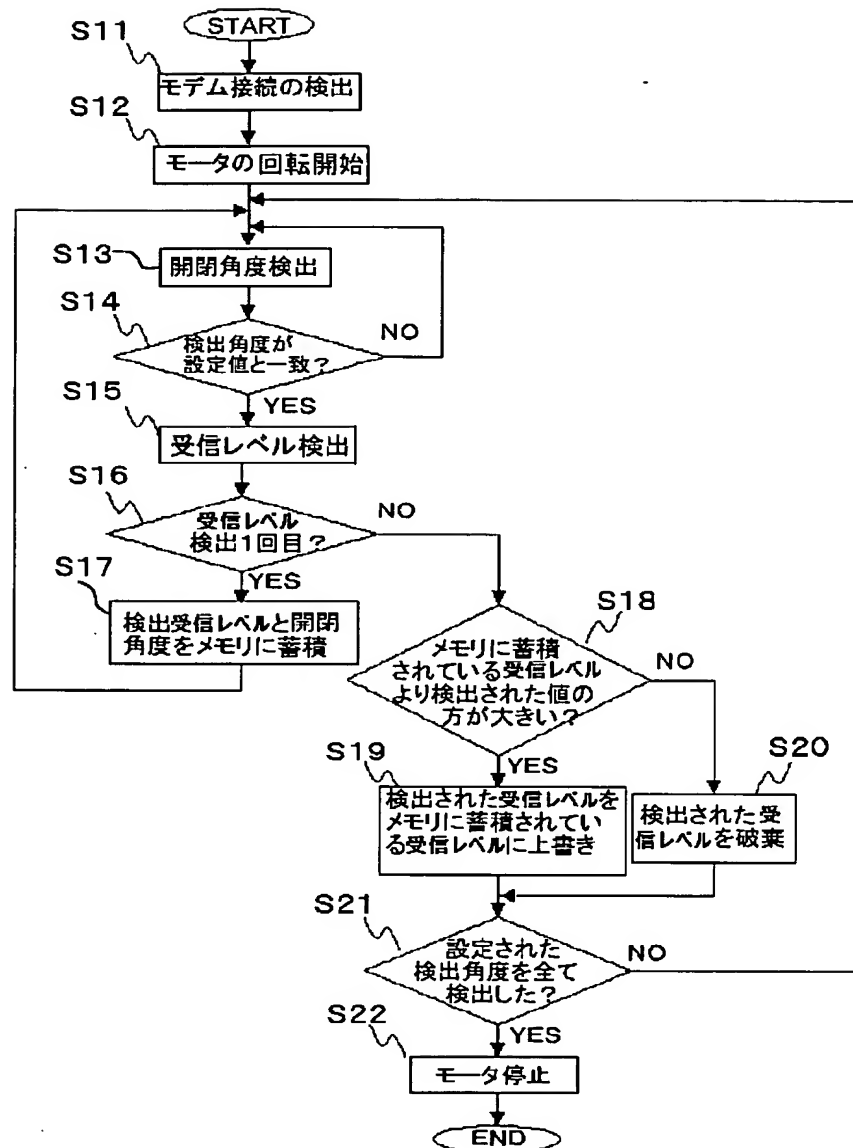 START
S11
モデム接続の検出
S12
モータの回転開始
S13
開閉角度検出
S14
検出角度が
設定値と一致？
NO
YES
S15
受信レベル検出
S16
受信レベル
検出1回目？
NO
YES
S17
検出受信レベルと開閉
角度をメモリに蓄積
S18
メモリに蓄積
されている受信レベル
より検出された値の
方が大きい？
NO
YES
S19
検出された受信レベルを
メモリに蓄積されてい
る受信レベルに上書き
S20
検出された受
信レベルを破棄
S21
設定された
検出角度を全て
検出した？
NO
YES
S22
モータ停止
END